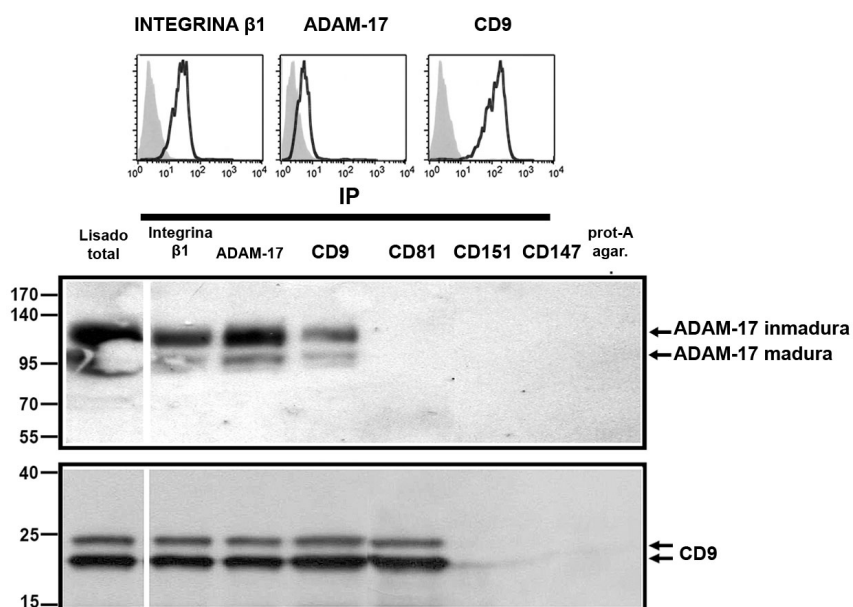 INTEGRINA β1 ADAM-17 CD9
10⁰ 10¹ 10² 10³ 10⁴ 10⁰ 10¹ 10² 10³ 10⁴ 10⁰ 10¹ 10² 10³ 10⁴
IP
Lisado total
Integrina β1
ADAM-17
CD9
CD81
CD151
CD147
prot-A agar.
170
140
95
70
55
ADAM-17 inmadura
ADAM-17 madura
40
25
15
CD9